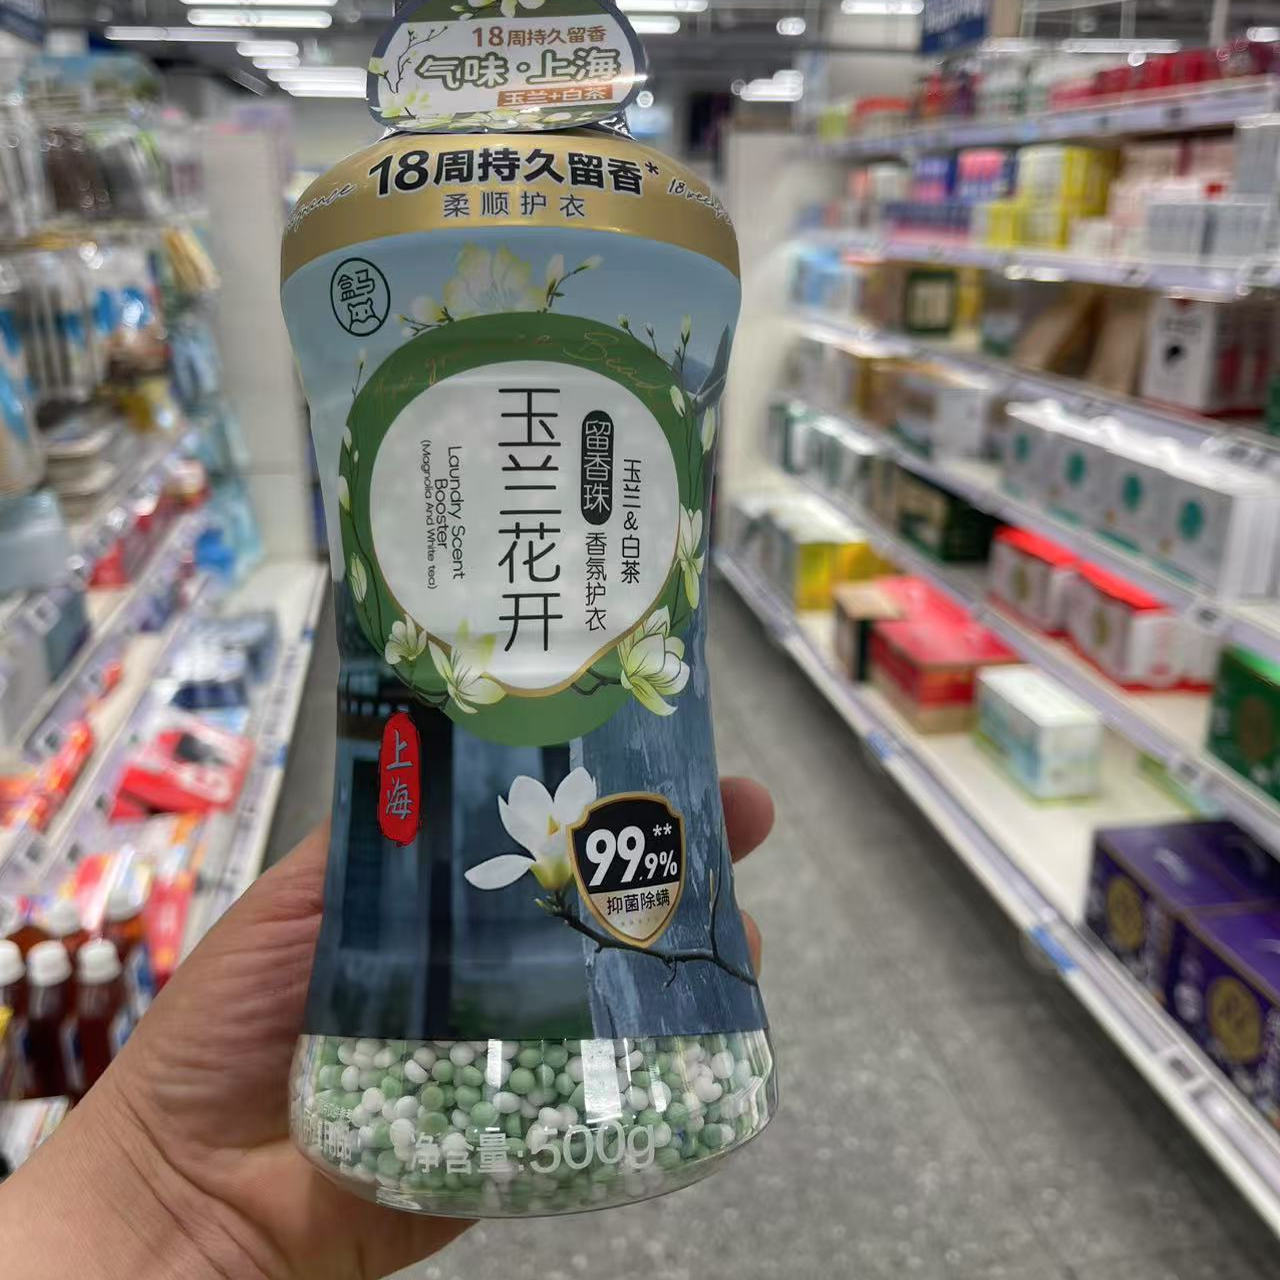 18周持久留香
气味·上海
玉兰+白茶
18周持久留香*
柔顺护衣
盒马
玉兰&白茶
留香珠
香氛护衣
玉兰花开
Laundry Scent
Booster
(Magnolia And White tea)
上海
99.9%**
抑菌除螨
净含量:500g